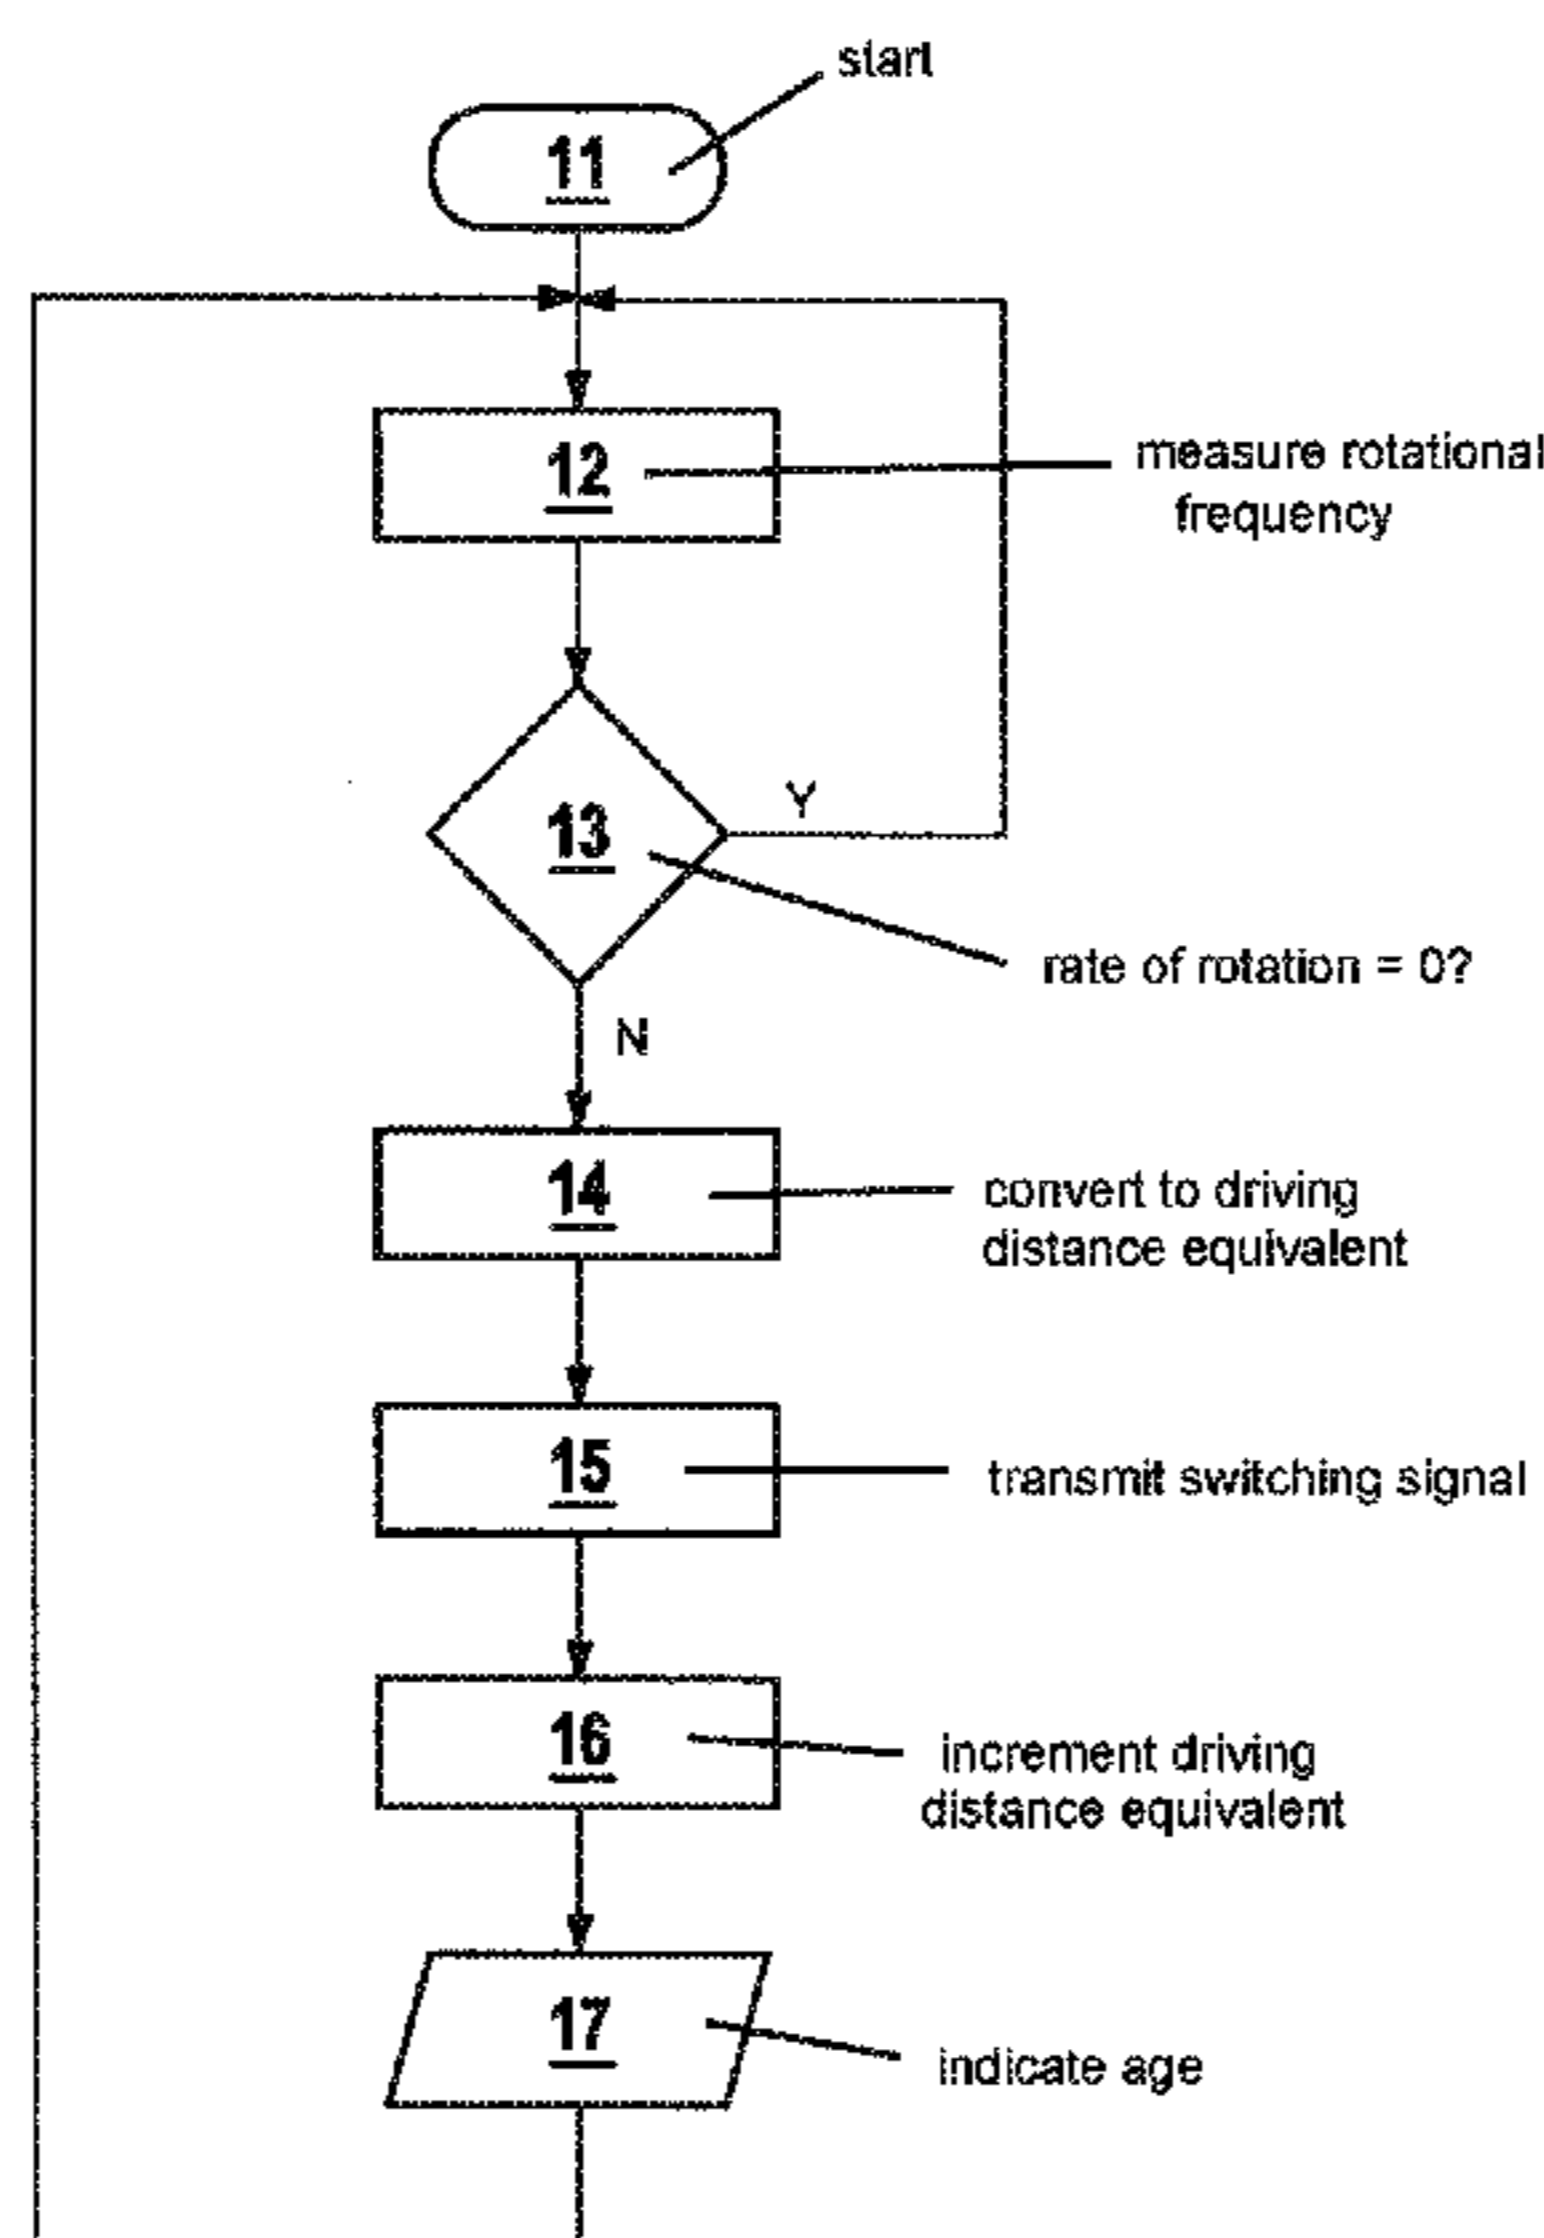 start
11
12
measure rotational
frequency
13
Y
rate of rotation = 0?
N
14
convert to driving
distance equivalent
15
transmit switching signal
16
increment driving
distance equivalent
17
indicate age